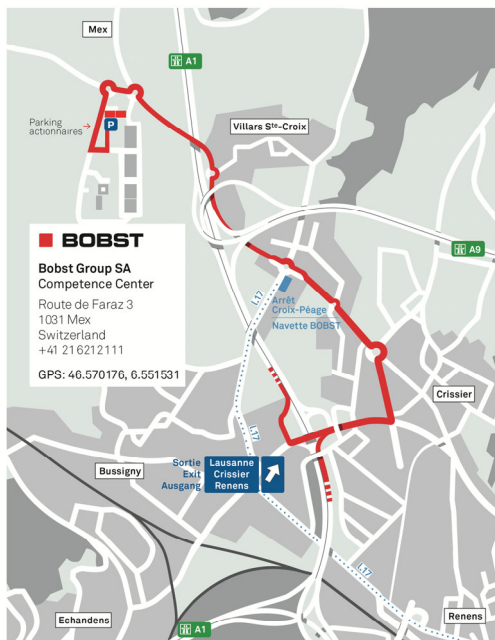 Mex
A1
Parking
actionnaires
P
Villars Ste-Croix
BOBST
Bobst Group SA
Competence Center
Route de Faraz 3
1031 Mex
Switzerland
+41 21 6212111
GPS: 46.570176, 6.551531
A9
L17
Arrêt
Croix-Péage
Navette BOBST
Crissier
L17
Bussigny
Sortie
Exit
Ausgang
Lausanne
Crissier
Renens
L17
Echandens
A1
Renens